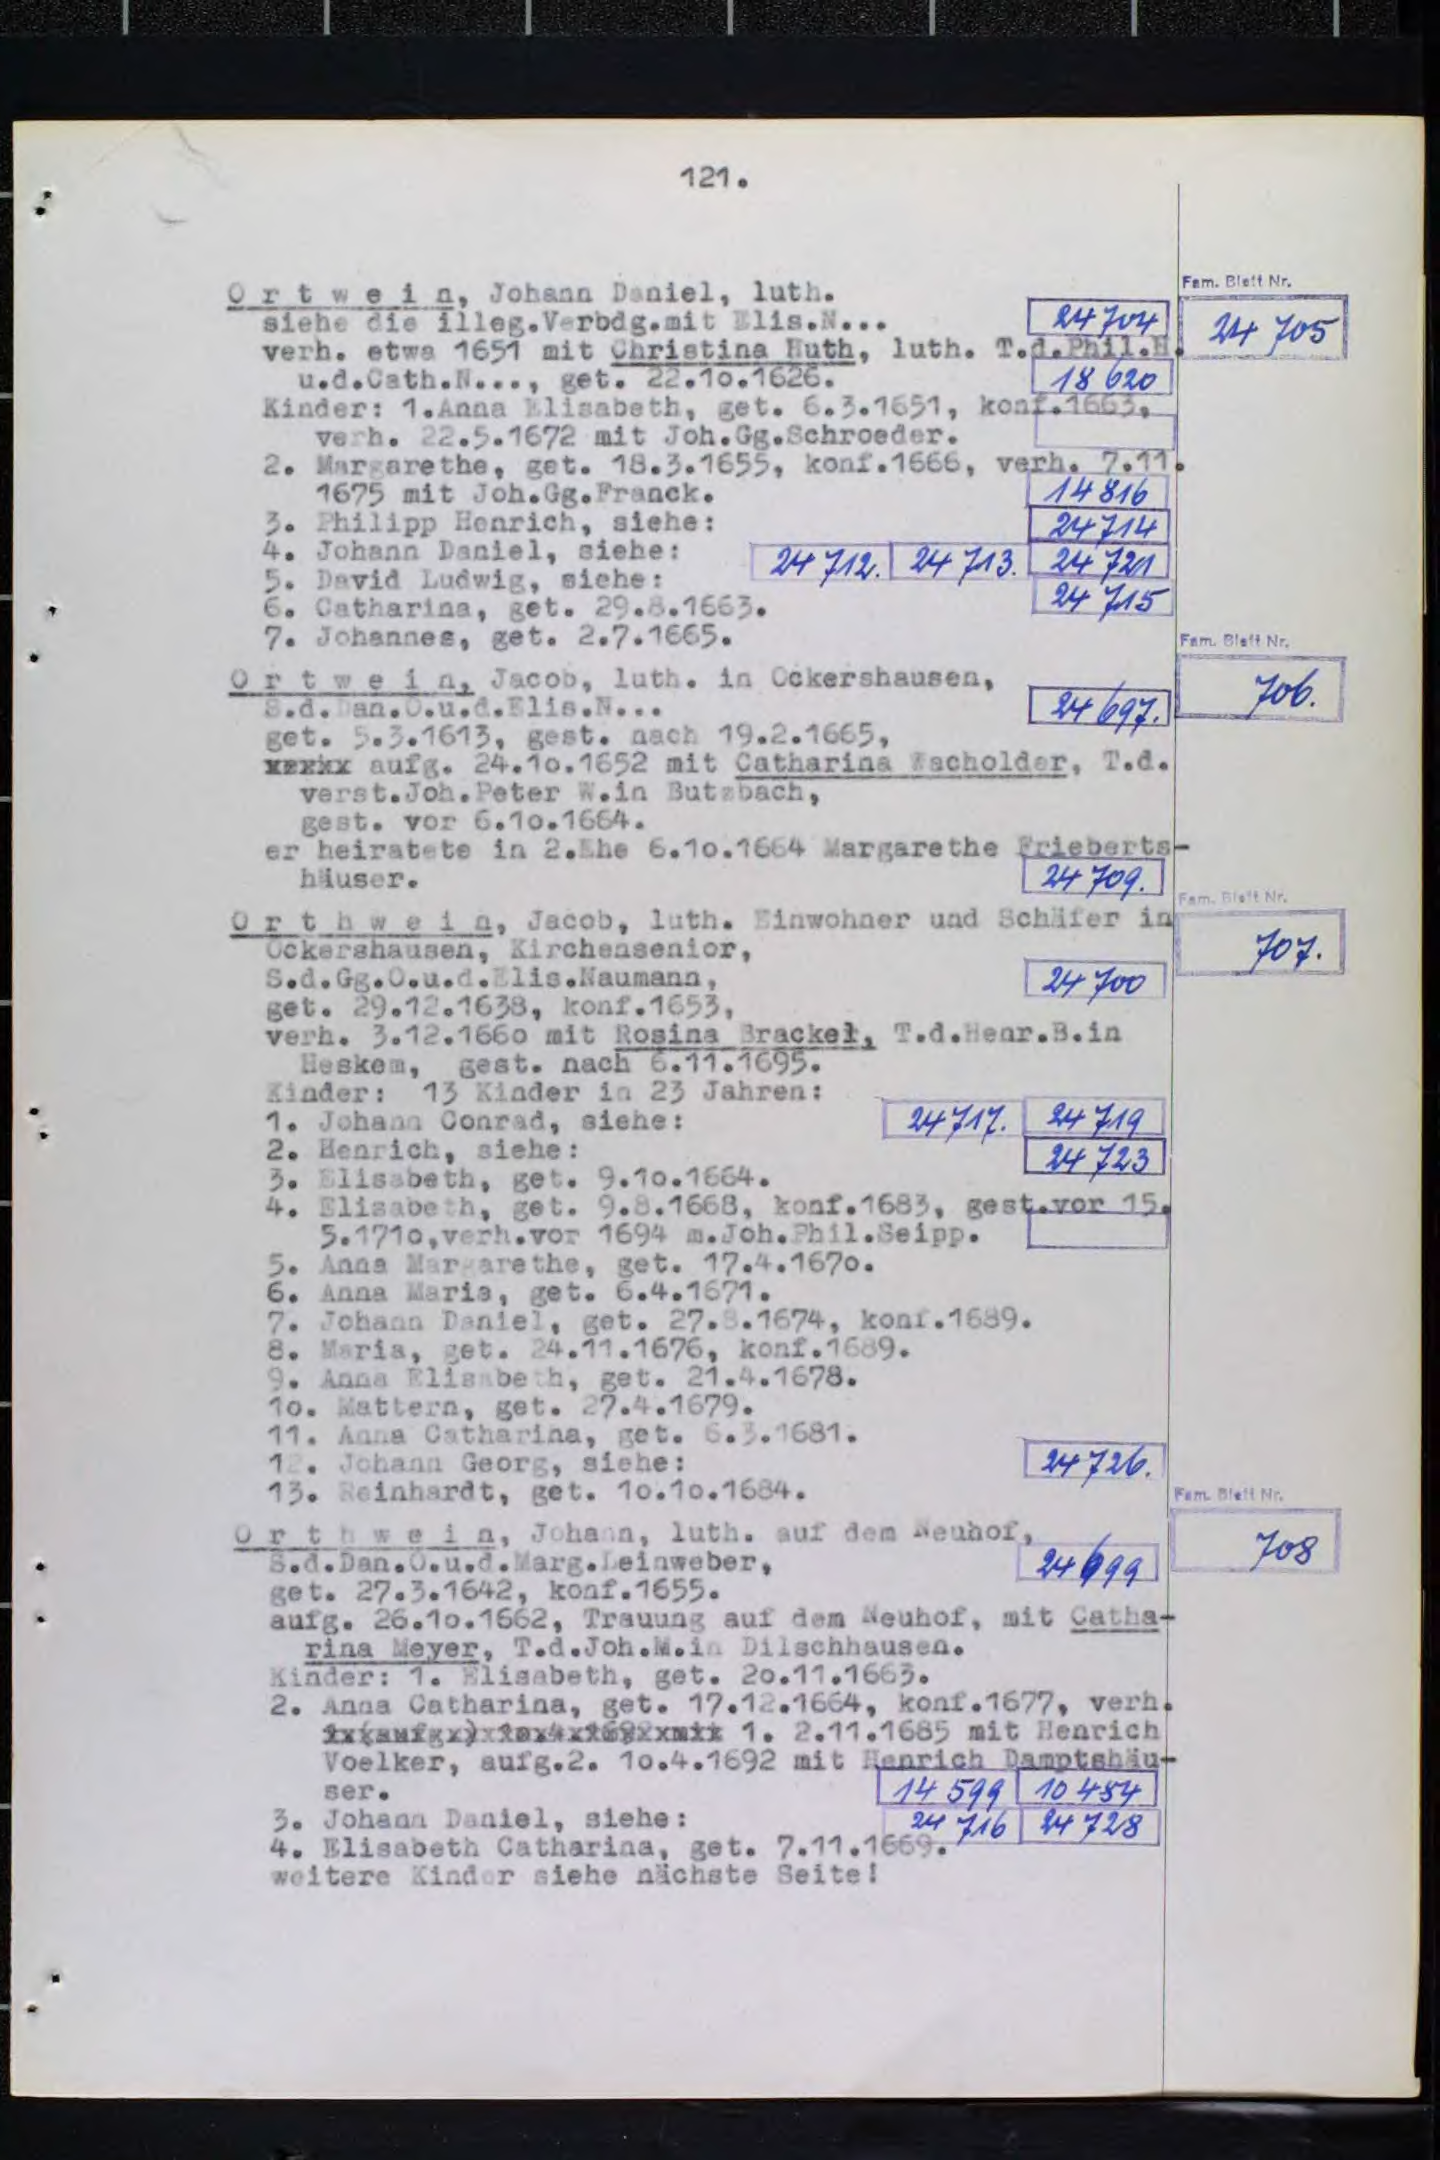 121.
Fam. Blatt Nr.
O r t w e i n, Johann Daniel, luth.
siehe die illeg.Verbdg.mit Elis.N... 24 704 24 705
verh. etwa 1651 mit Christina Huth, luth. T.d.Phil.H.
u.d.Cath.N..., get. 22.10.1626. 18 620
Kinder: 1.Anna Elisabeth, get. 6.3.1651, konf.1663,
verh. 22.5.1672 mit Joh.Gg.Schroeder.
2. Margarethe, get. 18.3.1655, konf.1666, verh. 7.11.
1675 mit Joh.Gg.Franck. 14 816
3. Philipp Henrich, siehe: 24 714
4. Johann Daniel, siehe: 24 712. 24 713. 24 721
5. David Ludwig, siehe: 24 715
6. Catharina, get. 29.8.1663.
7. Johannes, get. 2.7.1665.
Fam. Blatt Nr.
O r t w e i n, Jacob, luth. in Ockershausen,
S.d.Dan.O.u.d.Elis.N... 24 697. 706.
get. 5.3.1613, gest. nach 19.2.1665,
xxxxx aufg. 24.10.1652 mit Catharina Wacholder, T.d.
verst.Joh.Peter W.in Butzbach,
gest. vor 6.10.1664.
er heiratete in 2.Ehe 6.10.1664 Margarethe Frieberts-
häuser. 24 709.
Fam. Blatt Nr.
O r t h w e i n, Jacob, luth. Einwohner und Schäfer in
Ockershausen, Kirchensenior, 707.
S.d.Gg.O.u.d.Elis.Naumann, 24 700
get. 29.12.1638, konf.1653,
verh. 3.12.1660 mit Rosina Brackel, T.d.Henr.B.in
Heskem, gest. nach 6.11.1695.
Kinder: 13 Kinder in 23 Jahren:
1. Johann Conrad, siehe: 24 717. 24 719
2. Henrich, siehe: 24 723
3. Elisabeth, get. 9.10.1664.
4. Elisabeth, get. 9.8.1668, konf.1683, gest.vor 15.
5.1710,verh.vor 1694 m.Joh.Phil.Seipp.
5. Anna Margarethe, get. 17.4.1670.
6. Anna Maria, get. 6.4.1671.
7. Johann Daniel, get. 27.8.1674, konf.1689.
8. Maria, get. 24.11.1676, konf.1689.
9. Anna Elisabeth, get. 21.4.1678.
10. Mattern, get. 27.4.1679.
11. Anna Catharina, get. 6.3.1681.
12. Johann Georg, siehe: 24 726.
13. Reinhardt, get. 10.10.1684.
Fam. Blatt Nr.
O r t h w e i n, Johann, luth. auf dem Neuhof,
S.d.Dan.O.u.d.Marg.Leinweber, 24 699 708
get. 27.3.1642, konf.1655.
aufg. 26.10.1662, Trauung auf dem Neuhof, mit Catha-
rina Meyer, T.d.Joh.M.in Dilschhausen.
Kinder: 1. Elisabeth, get. 20.11.1663.
2. Anna Catharina, get. 17.12.1664, konf.1677, verh.
1. 2.11.1685 mit Henrich
Voelker, aufg.2. 10.4.1692 mit Henrich Damptshäu-
ser. 14 599 10 454
3. Johann Daniel, siehe: 24 716 24 728
4. Elisabeth Catharina, get. 7.11.1669.
weitere Kinder siehe nächste Seite!